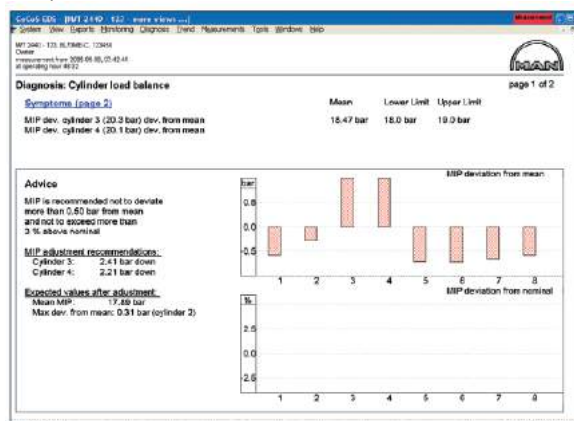 CoCoS EDS - [MIT 2440 - 123 - more views ...]
System View Reports Monitoring Diagnosis Trend Measurements Tools Windows Help
Owner
at operating hour
MAN
Diagnosis: Cylinder load balance
page 1 of 2
Symptoms (page 2)
Mean Lower Limit Upper Limit
MIP dev. cylinder 3 (20.3 bar) dev. from mean 18.47 bar 18.0 bar 19.0 bar
MIP dev. cylinder 4 (20.1 bar) dev. from mean
Advice
MIP is recommended not to deviate
more than 0.50 bar from mean
and not to exceed more than
3 % above nominal
MIP adjustment recommendations:
Cylinder 3: 2.41 bar down
Cylinder 4: 2.21 bar down
Expected values after adjustment:
Mean MIP: 17.89 bar
Max dev. from mean: 0.31 bar (cylinder 2)
MIP deviation from mean
bar
0.5
0.0
-0.5
1 2 3 4 5 6 7 8
MIP deviation from nominal
%
2.5
0.0
-2.5
1 2 3 4 5 6 7 8